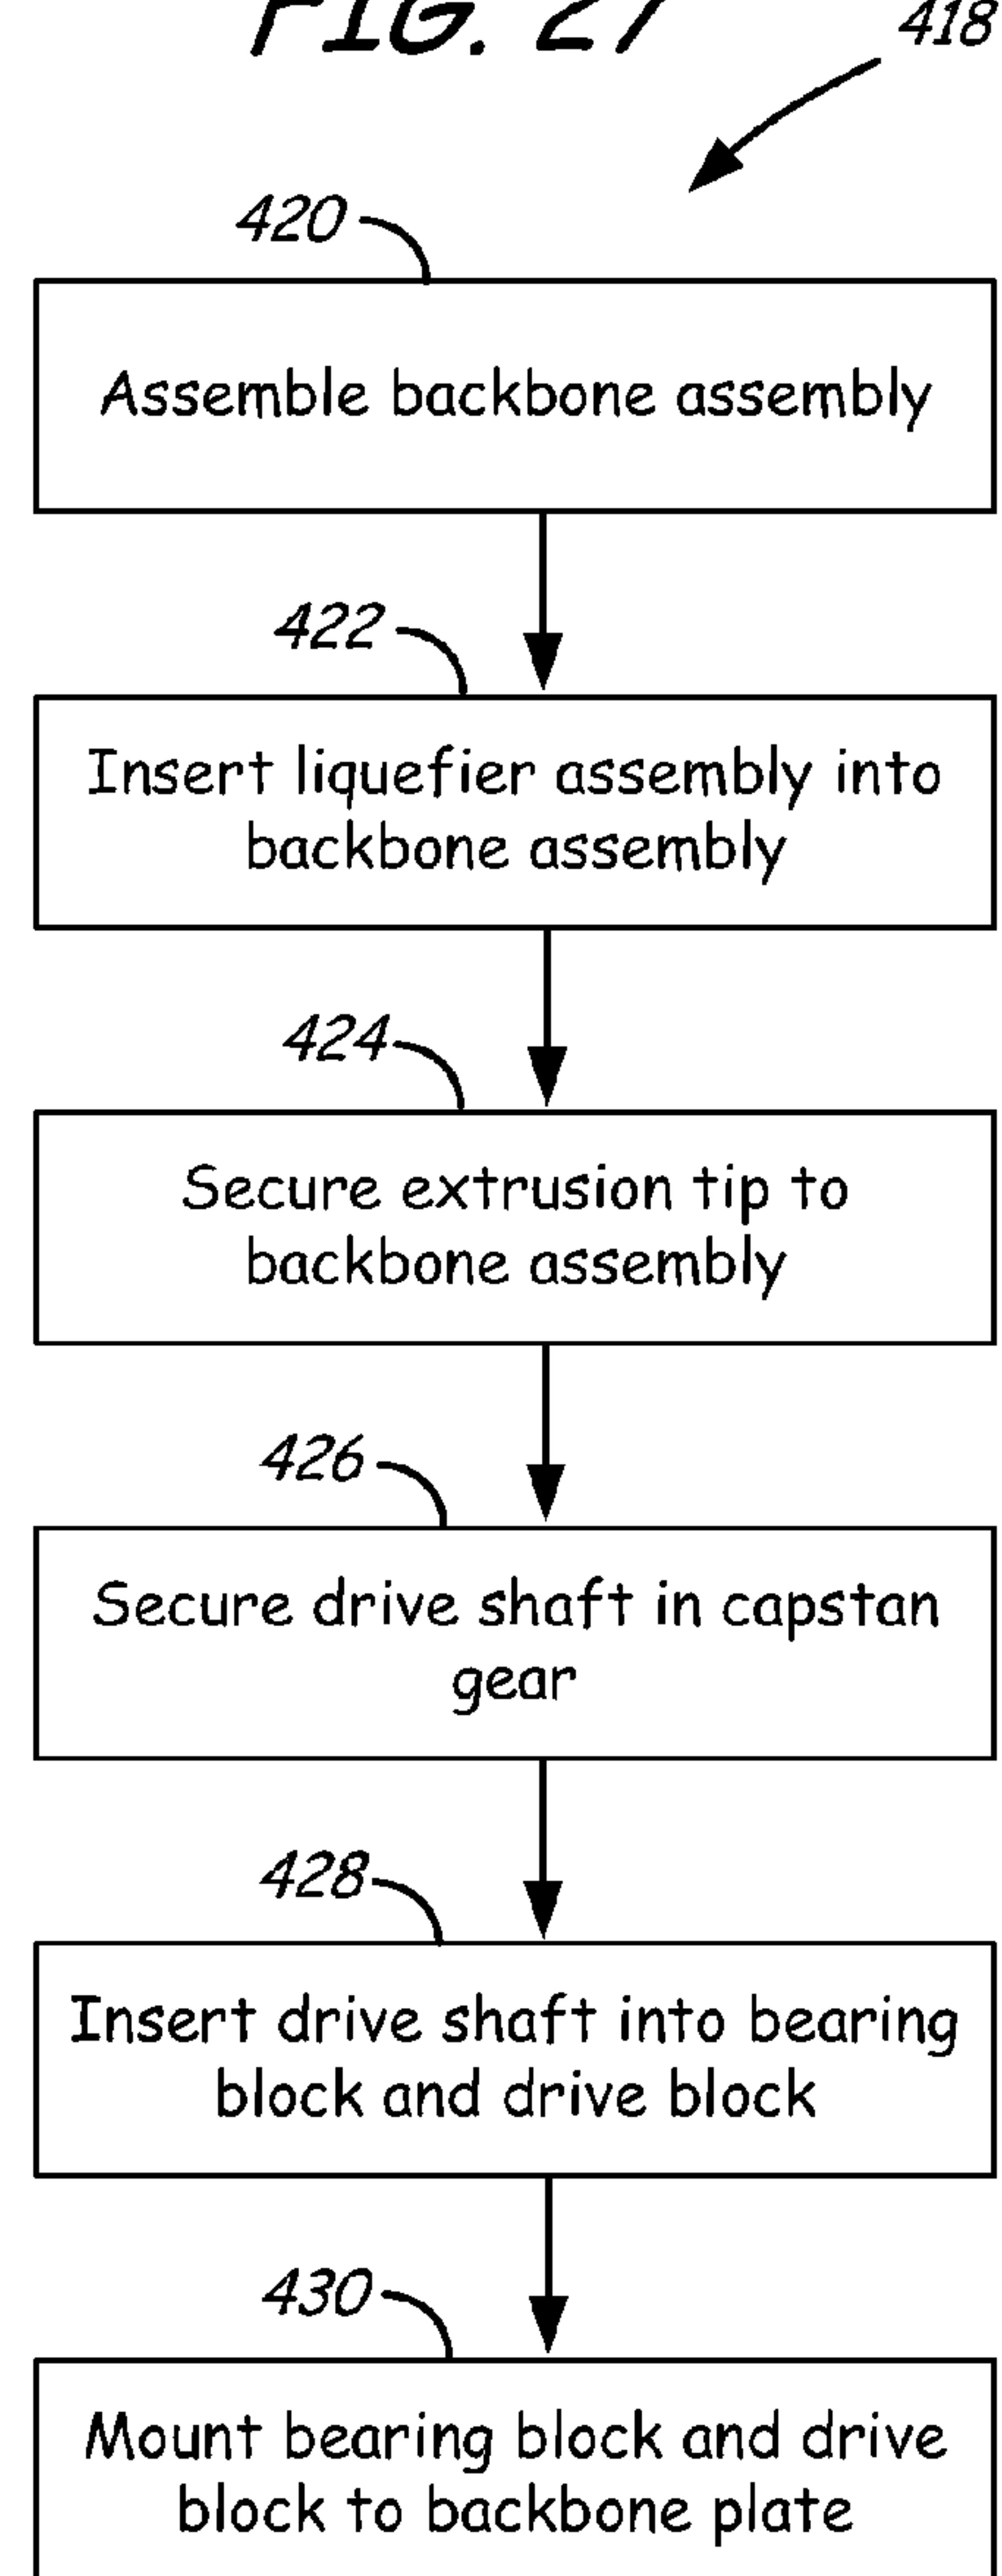 FIG. 27
418
420
Assemble backbone assembly
422
Insert liquefier assembly into
backbone assembly
424
Secure extrusion tip to
backbone assembly
426
Secure drive shaft in capstan
gear
428
Insert drive shaft into bearing
block and drive block
430
Mount bearing block and drive
block to backbone plate